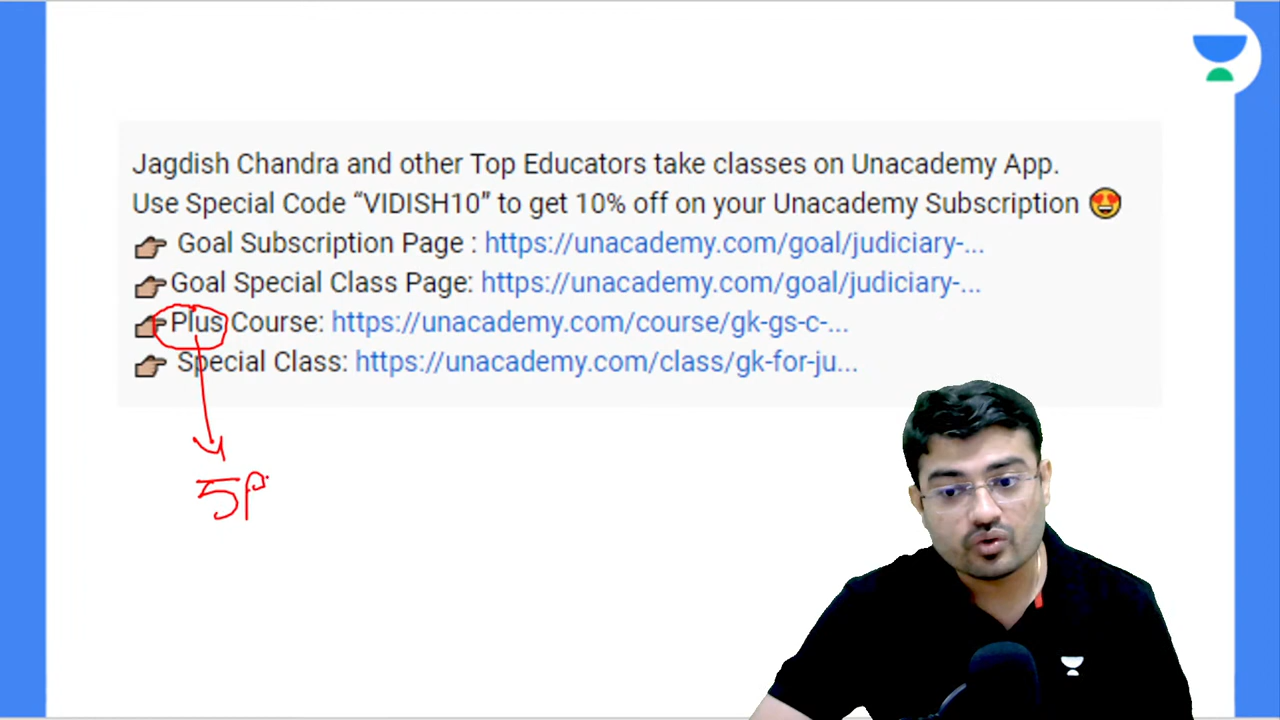 Jagdish Chandra and other Top Educators take classes on Unacademy App.
Use Special Code “VIDISH10” to get 10% off on your Unacademy Subscription 😍
👉 Goal Subscription Page : https://unacademy.com/goal/judiciary-...
👉 Goal Special Class Page: https://unacademy.com/goal/judiciary-...
👉 Plus Course: https://unacademy.com/course/gk-gs-c-...
👉 Special Class: https://unacademy.com/class/gk-for-ju...
5p